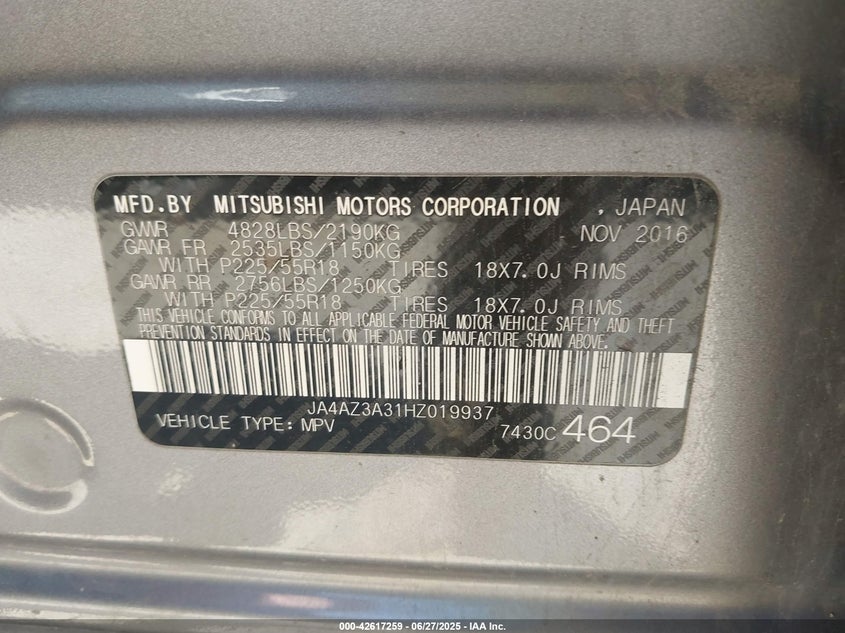 MFD.BY MITSUBISHI MOTORS CORPORATION , JAPAN
GVWR 4828LBS/2190KG NOV 2016
GAWR FR 2535LBS/1150KG
WITH P225/55R18 TIRES 18X7.0J RIMS
GAWR RR 2756LBS/1250KG
WITH P225/55R18 TIRES 18X7.0J RIMS
THIS VEHICLE CONFORMS TO ALL APPLICABLE FEDERAL MOTOR VEHICLE SAFETY AND THEFT
PREVENTION STANDARDS IN EFFECT ON THE DATE OF MANUFACTURE SHOWN ABOVE.
JA4AZ3A31HZ019937
VEHICLE TYPE: MPV 7430C 464
000-42617259 - 06/27/2025 - IAA Inc.